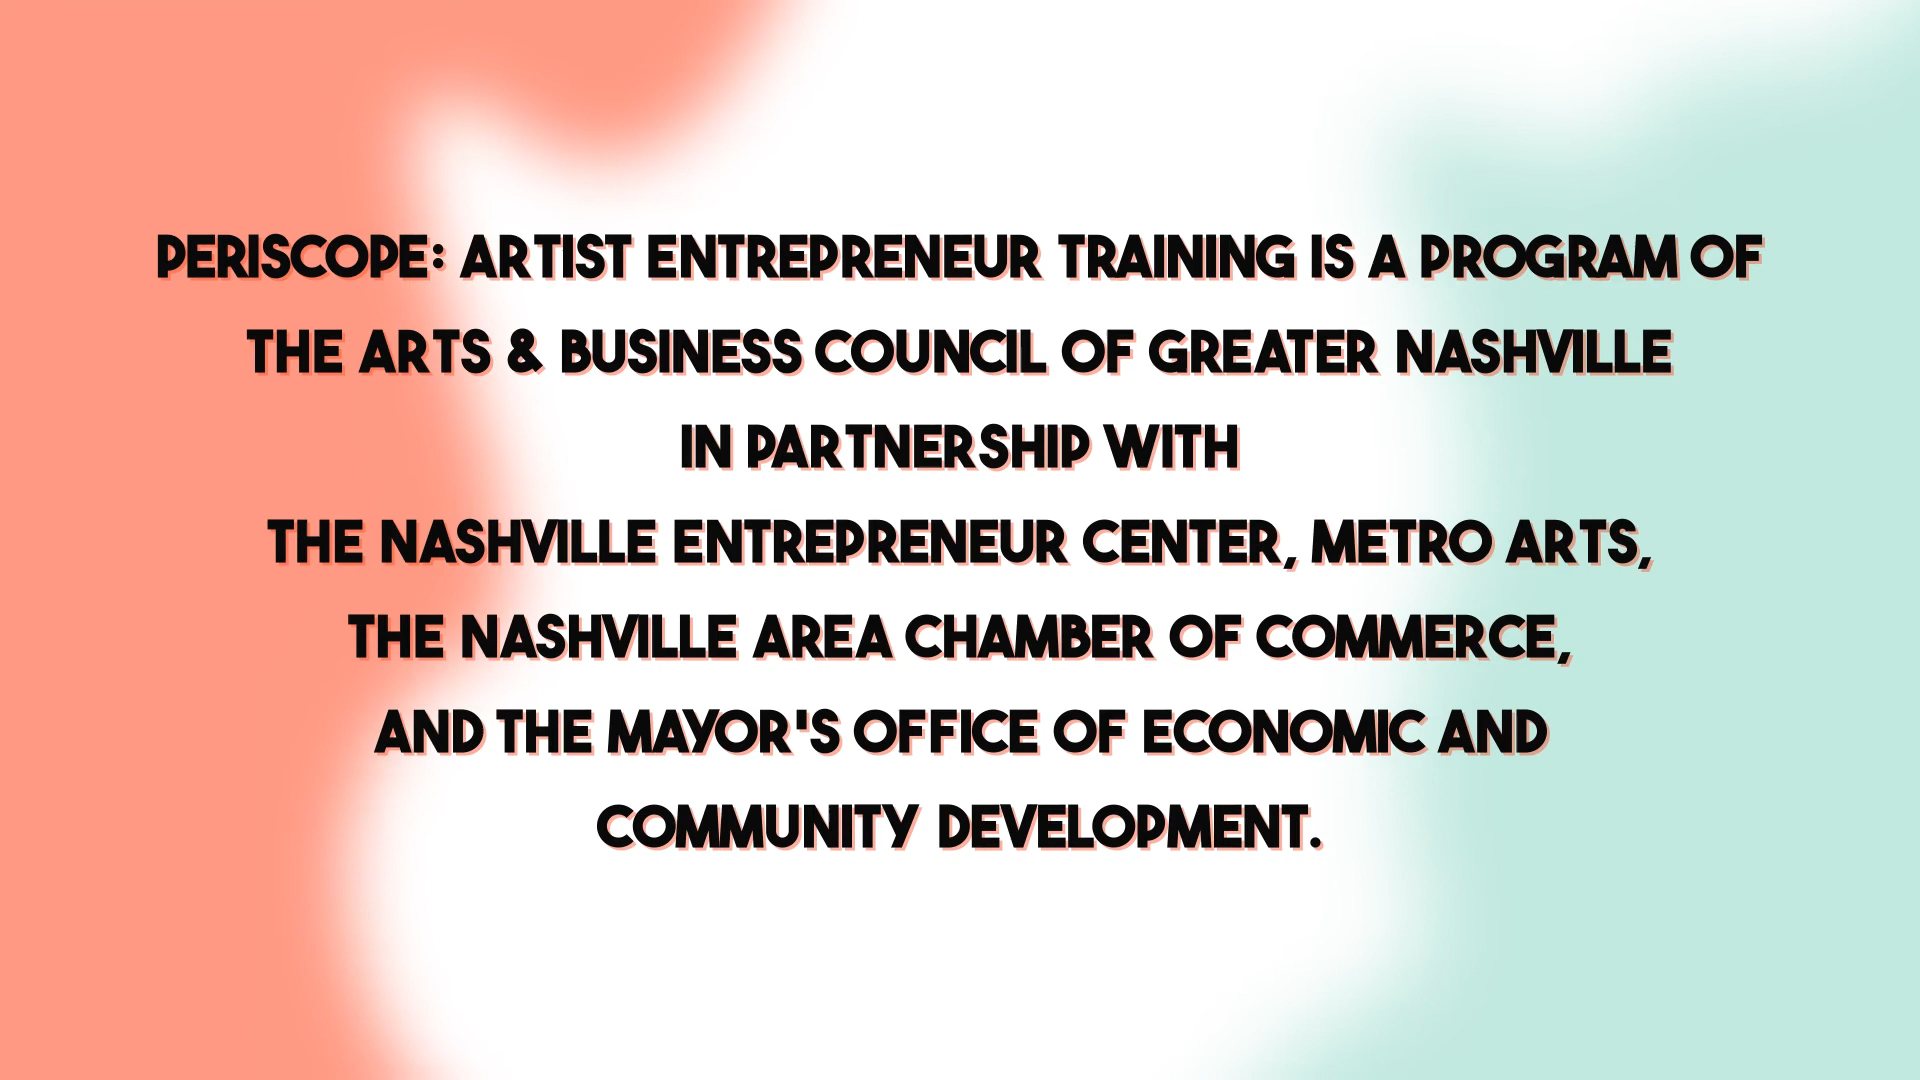 PERISCOPE: ARTIST ENTREPRENEUR TRAINING IS A PROGRAM OF
THE ARTS & BUSINESS COUNCIL OF GREATER NASHVILLE
IN PARTNERSHIP WITH
THE NASHVILLE ENTREPRENEUR CENTER, METRO ARTS,
THE NASHVILLE AREA CHAMBER OF COMMERCE,
AND THE MAYOR'S OFFICE OF ECONOMIC AND
COMMUNITY DEVELOPMENT.